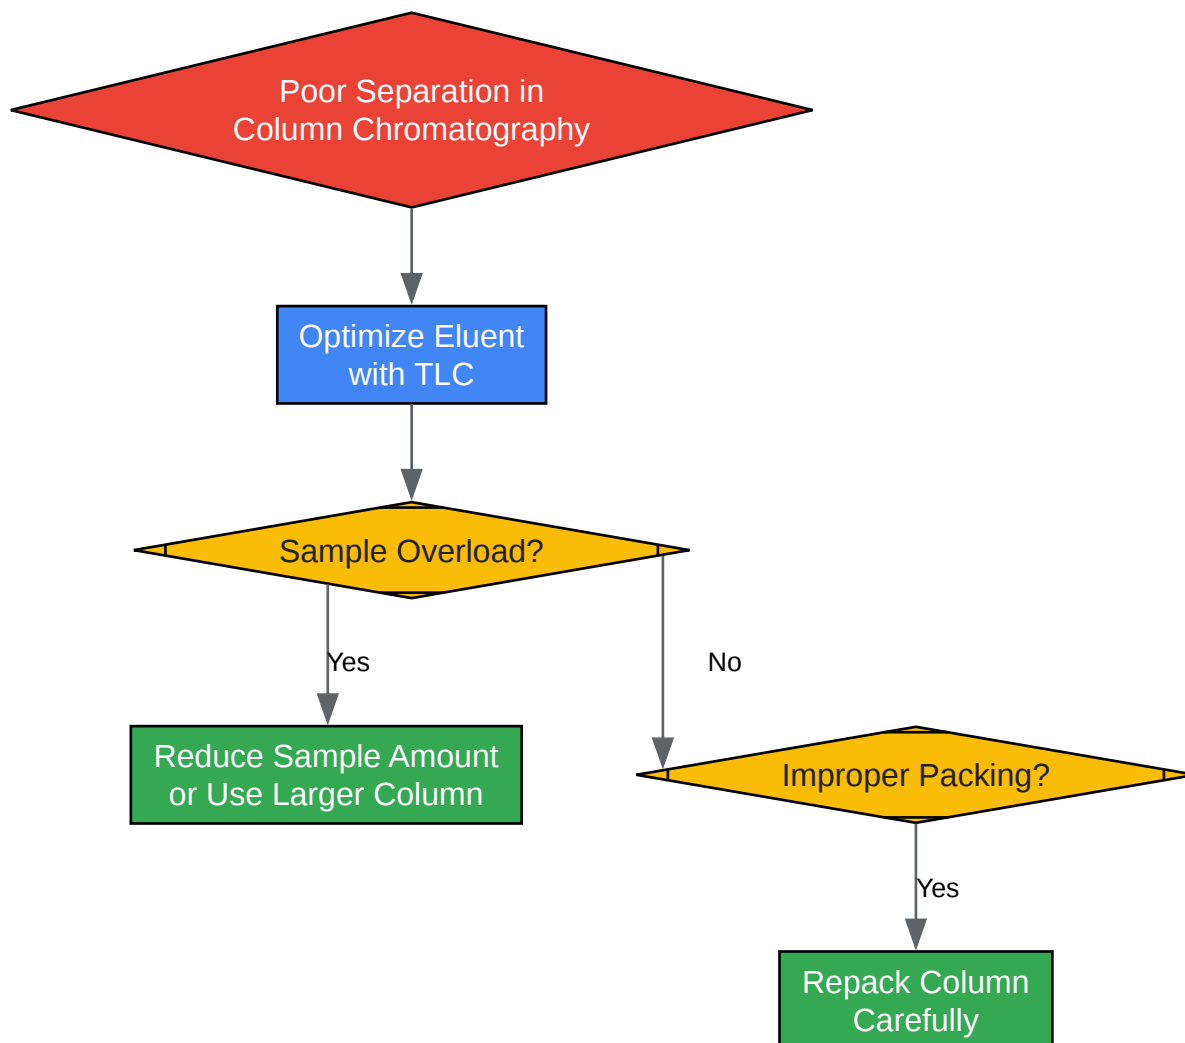 Poor Separation in
Column Chromatography
Optimize Eluent
with TLC
Sample Overload?
Yes
No
Reduce Sample Amount
or Use Larger Column
Improper Packing?
Yes
Repack Column
Carefully